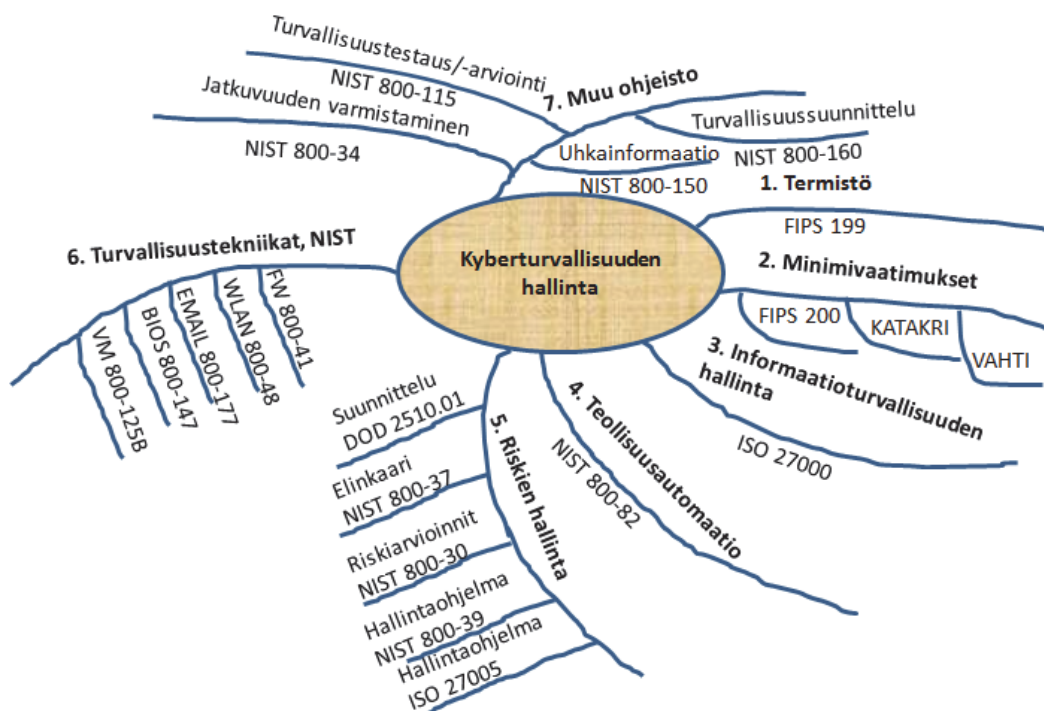 Kyberturvallisuuden
hallinta
1. Termistö
FIPS 199
2. Minimivaatimukset
FIPS 200
KATAKRI
VAHTI
3. Informaatioturvallisuuden
hallinta
ISO 27000
4. Teollisuusautomaatio
NIST 800-82
5. Riskien hallinta
Suunnittelu
DOD 2510.01
Elinkaari
NIST 800-37
Riskiarvioinnit
NIST 800-30
Hallintaohjelma
NIST 800-39
Hallintaohjelma
ISO 27005
6. Turvallisuustekniikat, NIST
FW 800-41
WLAN 800-48
EMAIL 800-177
BIOS 800-147
VM 800-125B
7. Muu ohjeisto
Turvallisuustestaus/-arviointi
NIST 800-115
Jatkuvuuden varmistaminen
NIST 800-34
Uhkainformaatio
NIST 800-150
Turvallisuussuunnittelu
NIST 800-160